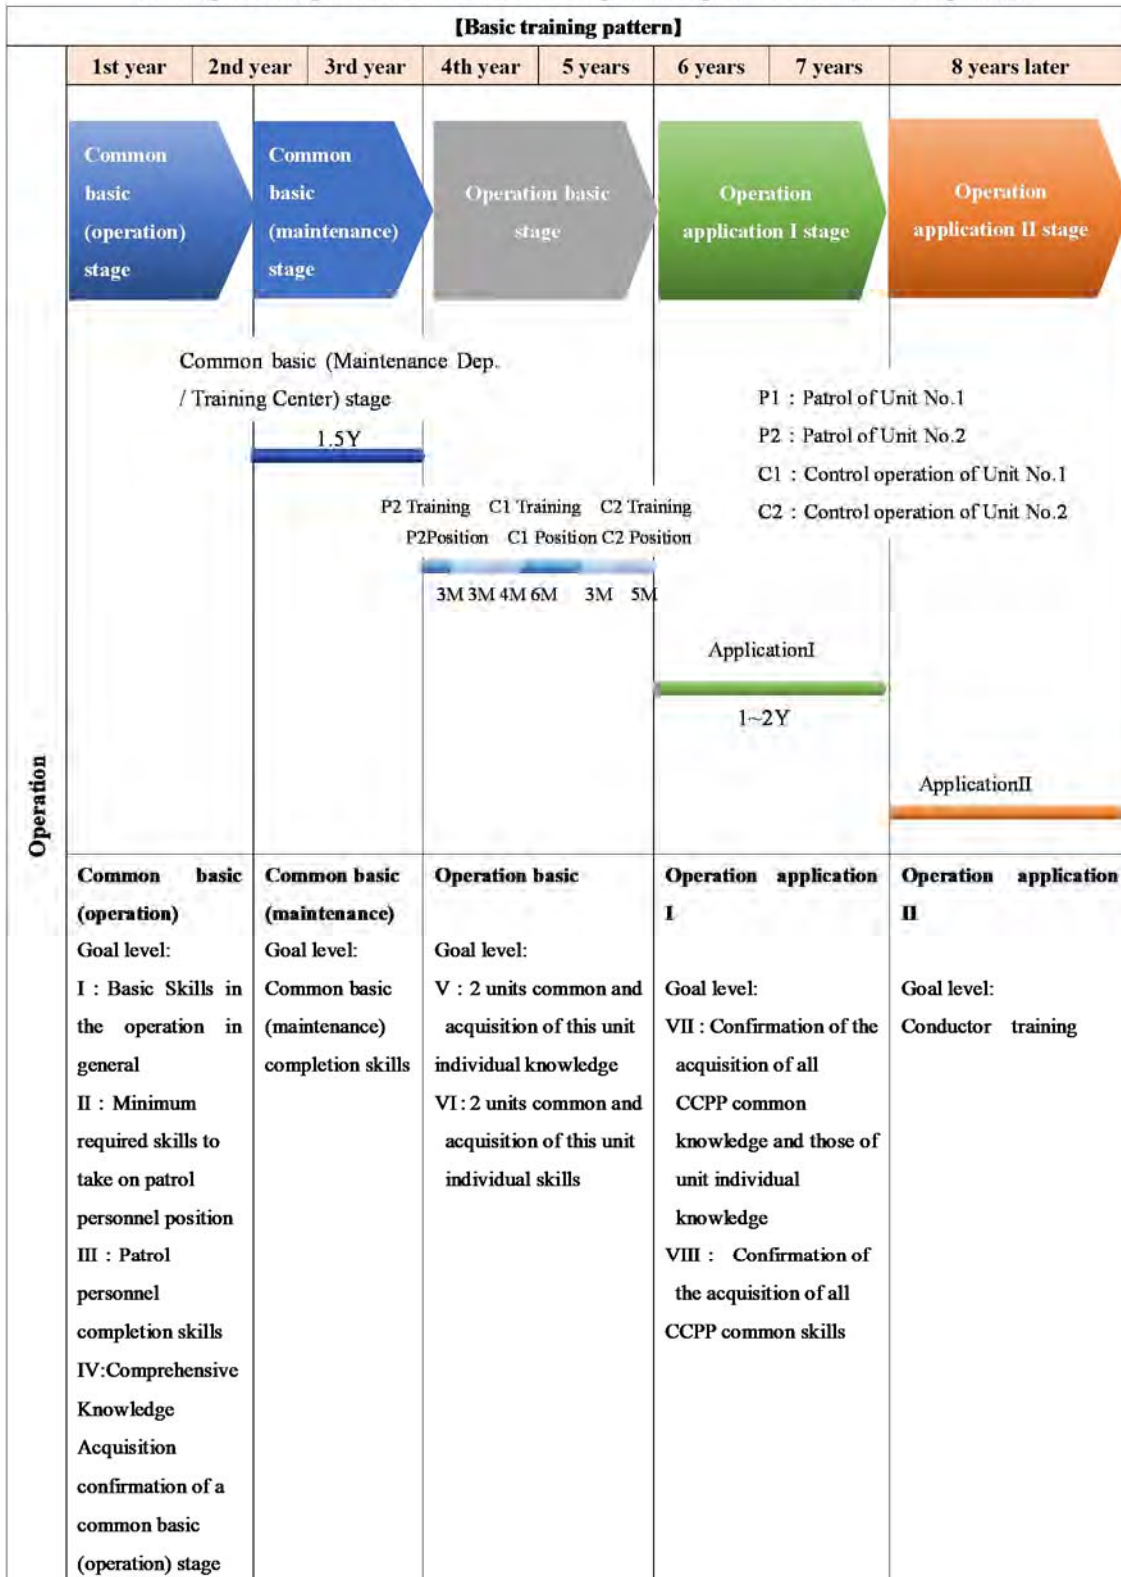 【Basic training pattern】
1st year 2nd year 3rd year 4th year 5 years 6 years 7 years 8 years later
Operation
Common
basic
(operation)
stage
Common
basic
(maintenance)
stage
Operation basic
stage
Operation
application I stage
Operation
application II stage
Common basic (Maintenance Dep.
/ Training Center) stage
1.5Y
P1 : Patrol of Unit No.1
P2 : Patrol of Unit No.2
C1 : Control operation of Unit No.1
C2 : Control operation of Unit No.2
P2 Training C1 Training C2 Training
P2Position C1 Position C2 Position
3M 3M 4M 6M 3M 5M
ApplicationI
1~2Y
ApplicationII
Common basic
(operation)
Goal level:
I : Basic Skills in
the operation in
general
II : Minimum
required skills to
take on patrol
personnel position
III : Patrol
personnel
completion skills
IV:Comprehensive
Knowledge
Acquisition
confirmation of a
common basic
(operation) stage
Common basic
(maintenance)
Goal level:
Common basic
(maintenance)
completion skills
Operation basic
Goal level:
V : 2 units common and
acquisition of this unit
individual knowledge
VI : 2 units common and
acquisition of this unit
individual skills
Operation application
I
Goal level:
VII : Confirmation of the
acquisition of all
CCPP common
knowledge and those of
unit individual
knowledge
VIII : Confirmation of
the acquisition of all
CCPP common skills
Operation application
II
Goal level:
Conductor training